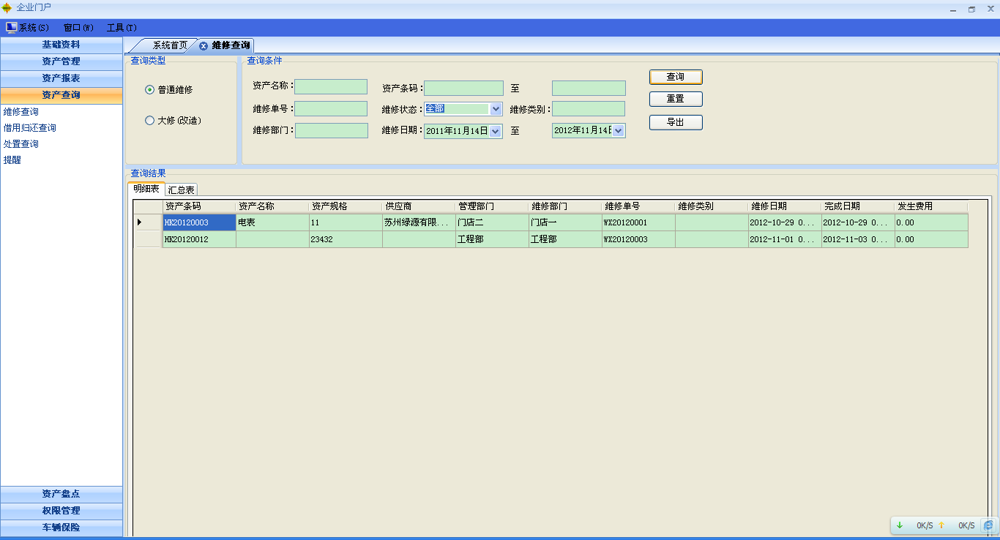 企业门户
系统(S) 窗口(W) 工具(T)
基础资料
资产管理
资产报表
资产查询
维修查询
借用归还查询
处置查询
提醒
资产盘点
权限管理
车辆保险
系统首页 维修查询
查询类型
普通维修
大修(改造)
查询条件
资产名称: 资产条码: 至 查询
维修单号: 维修状态: 全部 维修类别: 重置
维修部门: 维修日期: 2011年11月14日 至 2012年11月14日 导出
查询结果
明细表 汇总表
资产条码 资产名称 资产规格 供应商 管理部门 维修部门 维修单号 维修类别 维修日期 完成日期 发生费用
HK20120003 电表 11 苏州绿源有限... 门店二 门店一 WX20120001 2012-10-29 0... 2012-10-29 0... 0.00
HK20120012 23432 工程部 工程部 WX20120003 2012-11-01 0... 2012-11-03 0... 0.00
0K/S 0K/S